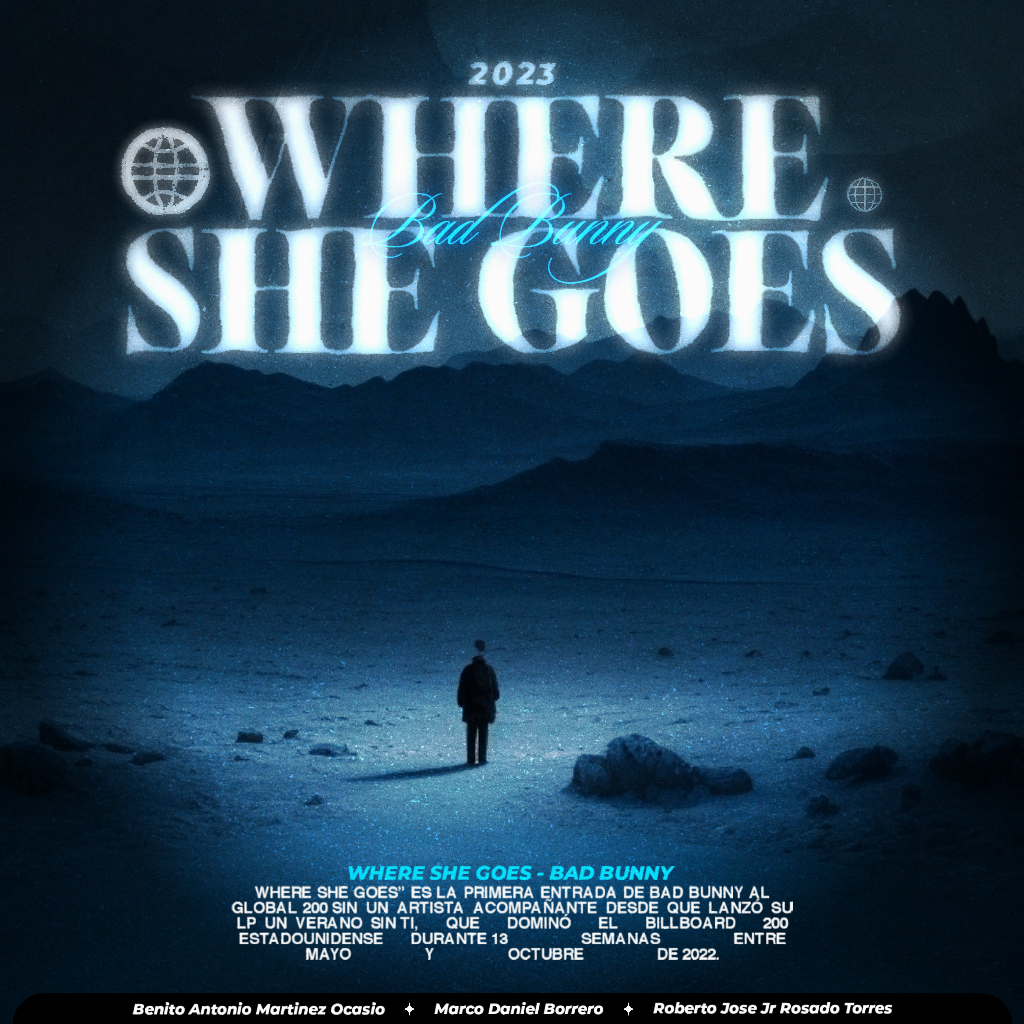 2023
WHERE
Bad Bunny
SHE GOES
WHERE SHE GOES - BAD BUNNY
WHERE SHE GOES” ES LA PRIMERA ENTRADA DE BAD BUNNY AL
GLOBAL 200 SIN UN ARTISTA ACOMPAÑANTE DESDE QUE LANZÓ SU
LP UN VERANO SIN TI, QUE DOMINÓ EL BILLBOARD 200
ESTADOUNIDENSE DURANTE 13 SEMANAS ENTRE
MAYO Y OCTUBRE DE 2022.
Benito Antonio Martinez Ocasio ✦ Marco Daniel Borrero ✦ Roberto Jose Jr Rosado Torres